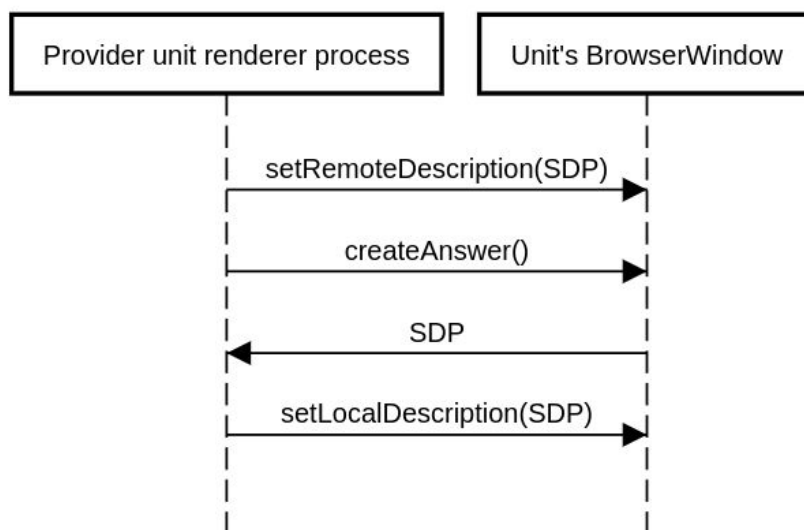 Provider unit renderer process
Unit's BrowserWindow
setRemoteDescription(SDP)
createAnswer()
SDP
setLocalDescription(SDP)